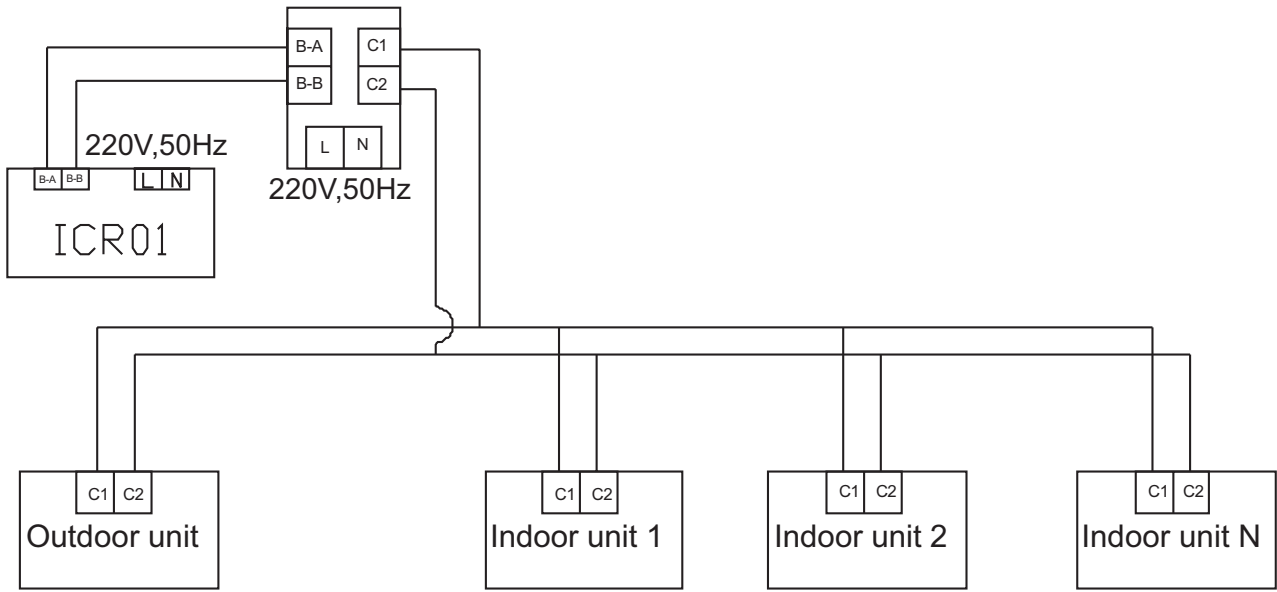 B-A C1
B-B C2
L N
220V,50Hz
220V,50Hz
B-A B-B L N
ICR01
C1 C2
Outdoor unit
C1 C2
Indoor unit 1
C1 C2
Indoor unit 2
C1 C2
Indoor unit N